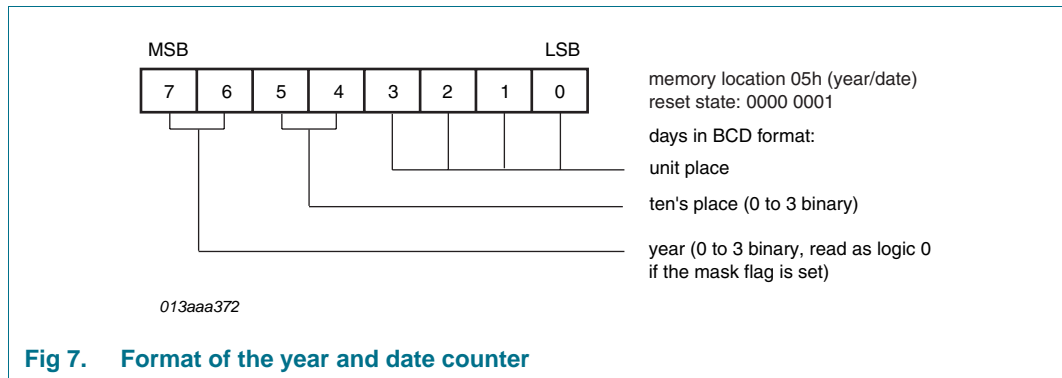 MSB LSB
7 6 5 4 3 2 1 0
memory location 05h (year/date)
reset state: 0000 0001
days in BCD format:
unit place
ten's place (0 to 3 binary)
year (0 to 3 binary, read as logic 0
if the mask flag is set)
013aaa372
Fig 7. Format of the year and date counter